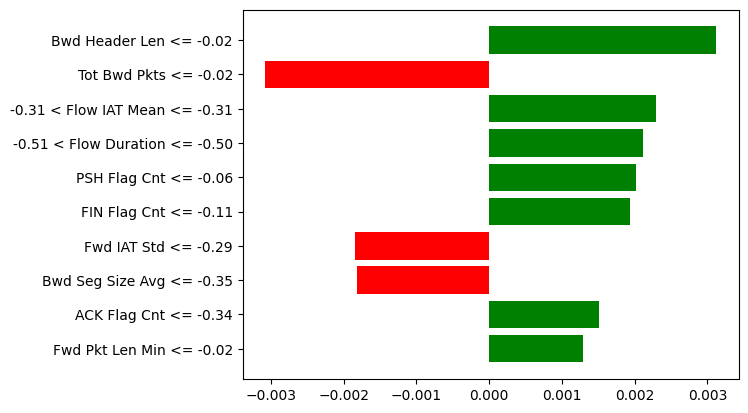 Bwd Header Len <= -0.02
Tot Bwd Pkts <= -0.02
-0.31 < Flow IAT Mean <= -0.31
-0.51 < Flow Duration <= -0.50
PSH Flag Cnt <= -0.06
FIN Flag Cnt <= -0.11
Fwd IAT Std <= -0.29
Bwd Seg Size Avg <= -0.35
ACK Flag Cnt <= -0.34
Fwd Pkt Len Min <= -0.02
−0.003 −0.002 −0.001 0.000 0.001 0.002 0.003